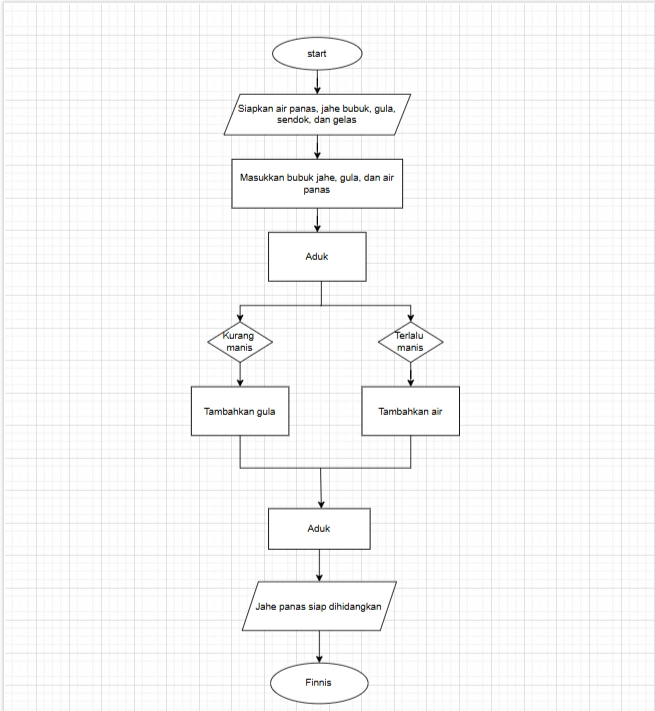 start
Siapkan air panas, jahe bubuk, gula,
sendok, dan gelas
Masukkan bubuk jahe, gula, dan air
panas
Aduk
Kurang
manis
Terlalu
manis
Tambahkan gula
Tambahkan air
Aduk
Jahe panas siap dihidangkan
Finnis